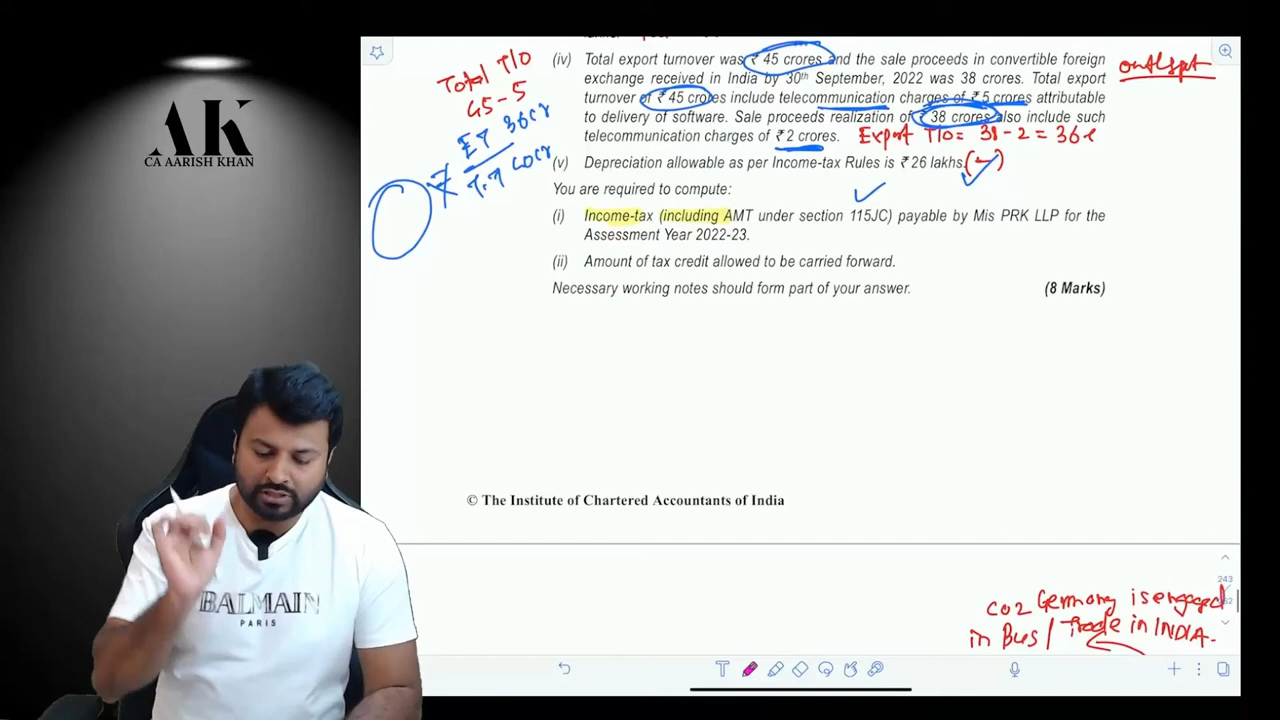 AK
CA AARISH KHAN
Total T/O
45-5
ET 36cr
T.T 40cr
(iv) Total export turnover was ₹ 45 crores and the sale proceeds in convertible foreign
exchange received in India by 30th September, 2022 was 38 crores. Total export
turnover of ₹ 45 crores include telecommunication charges of ₹ 5 crores attributable
to delivery of software. Sale proceeds realization of ₹ 38 crores also include such
telecommunication charges of ₹ 2 crores.
Export T/O = 38 - 2 = 36
(v) Depreciation allowable as per Income-tax Rules is ₹ 26 lakhs. (-)
You are required to compute:
(i) Income-tax (including AMT under section 115JC) payable by M/s PRK LLP for the
Assessment Year 2022-23.
(ii) Amount of tax credit allowed to be carried forward.
Necessary working notes should form part of your answer. (8 Marks)
© The Institute of Chartered Accountants of India
243
Co2 Germany is engaged
in Bus / Trade in INDIA.
BALMAIN
PARIS
T